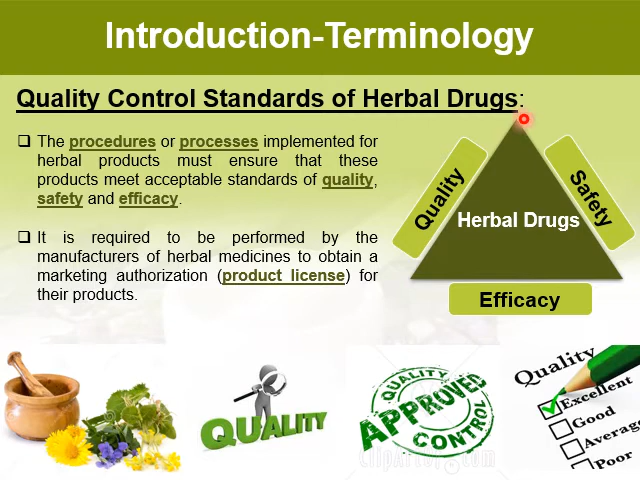 Introduction-Terminology
Quality Control Standards of Herbal Drugs:
The procedures or processes implemented for
herbal products must ensure that these
products meet acceptable standards of quality,
safety and efficacy.
It is required to be performed by the
manufacturers of herbal medicines to obtain a
marketing authorization (product license) for
their products.
Quality
Safety
Herbal Drugs
Efficacy
QUALITY
QUALITY
APPROVED
CONTROL
clipartof.com
Quality
Excellent
Good
Average
Poor